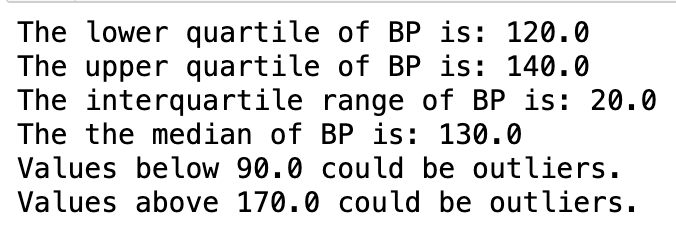 The lower quartile of BP is: 120.0
The upper quartile of BP is: 140.0
The interquartile range of BP is: 20.0
The the median of BP is: 130.0
Values below 90.0 could be outliers.
Values above 170.0 could be outliers.